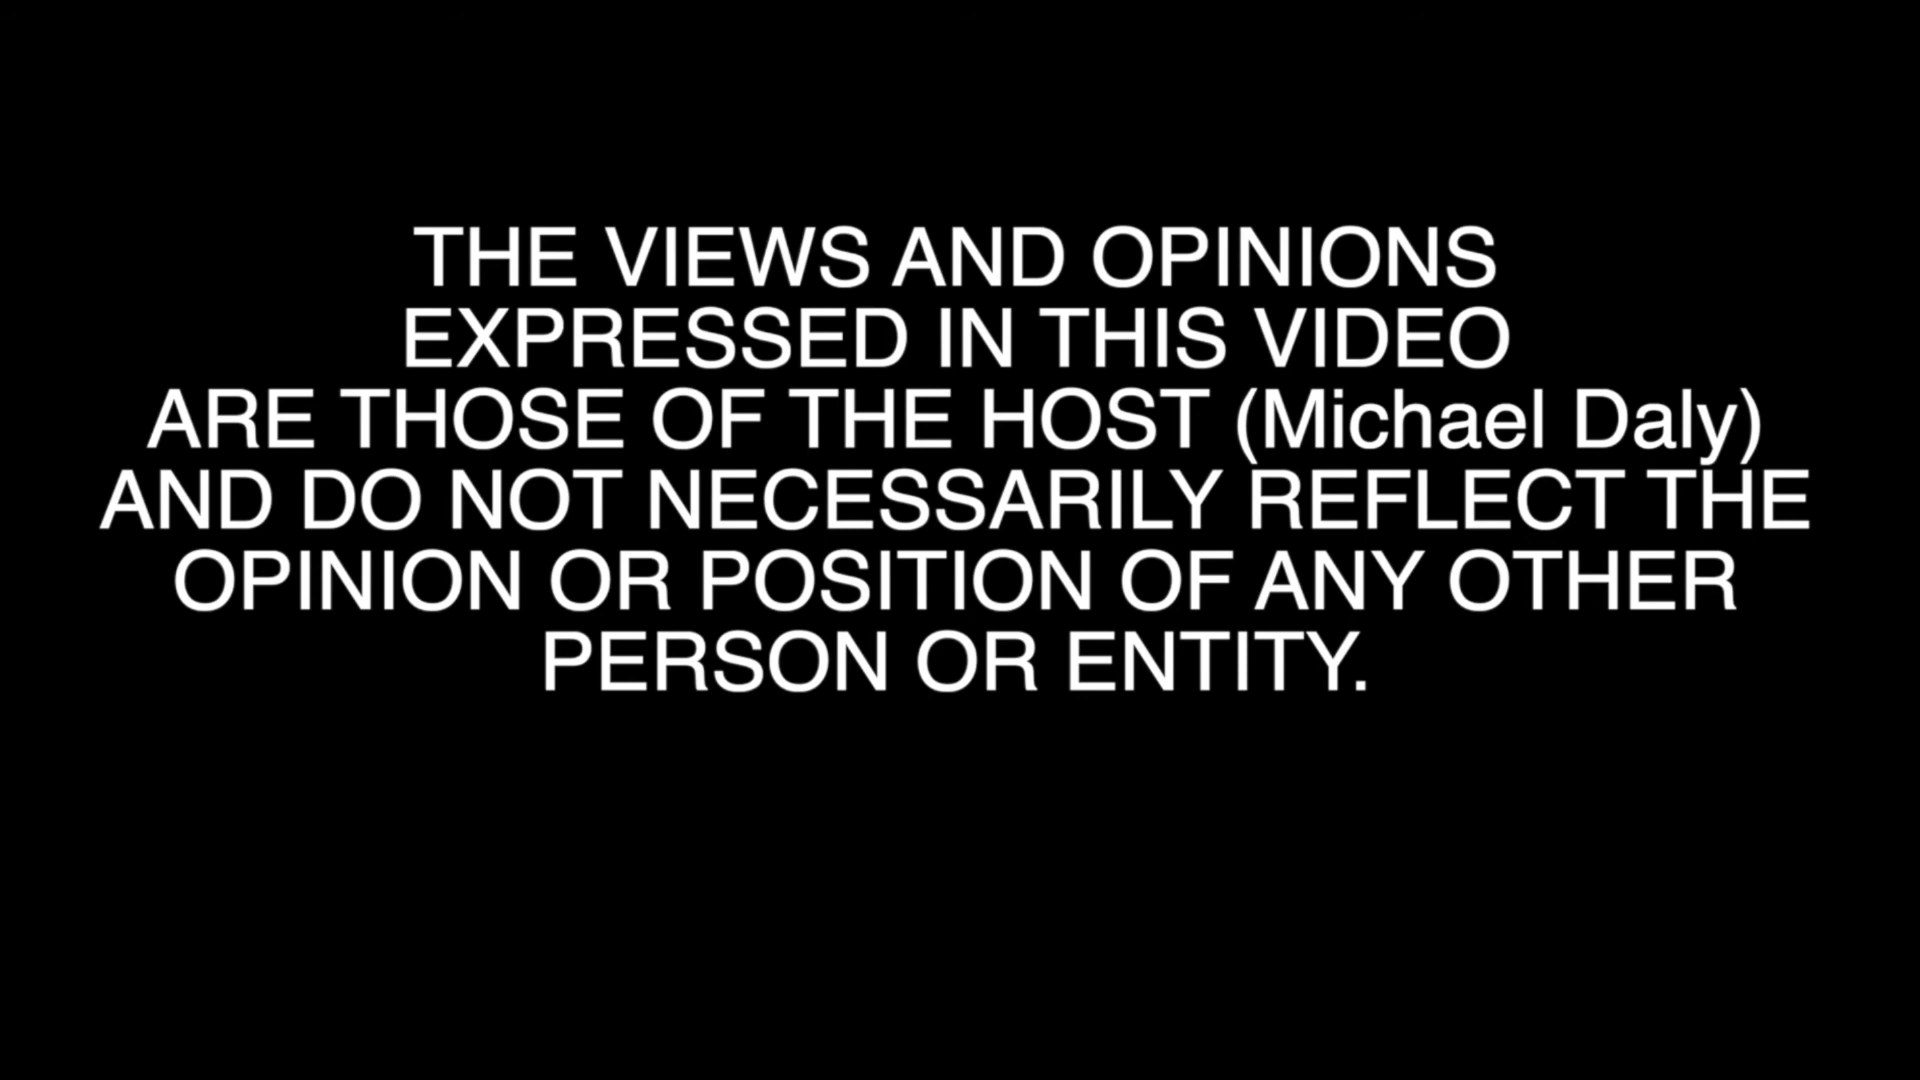 THE VIEWS AND OPINIONS
EXPRESSED IN THIS VIDEO
ARE THOSE OF THE HOST (Michael Daly)
AND DO NOT NECESSARILY REFLECT THE
OPINION OR POSITION OF ANY OTHER
PERSON OR ENTITY.